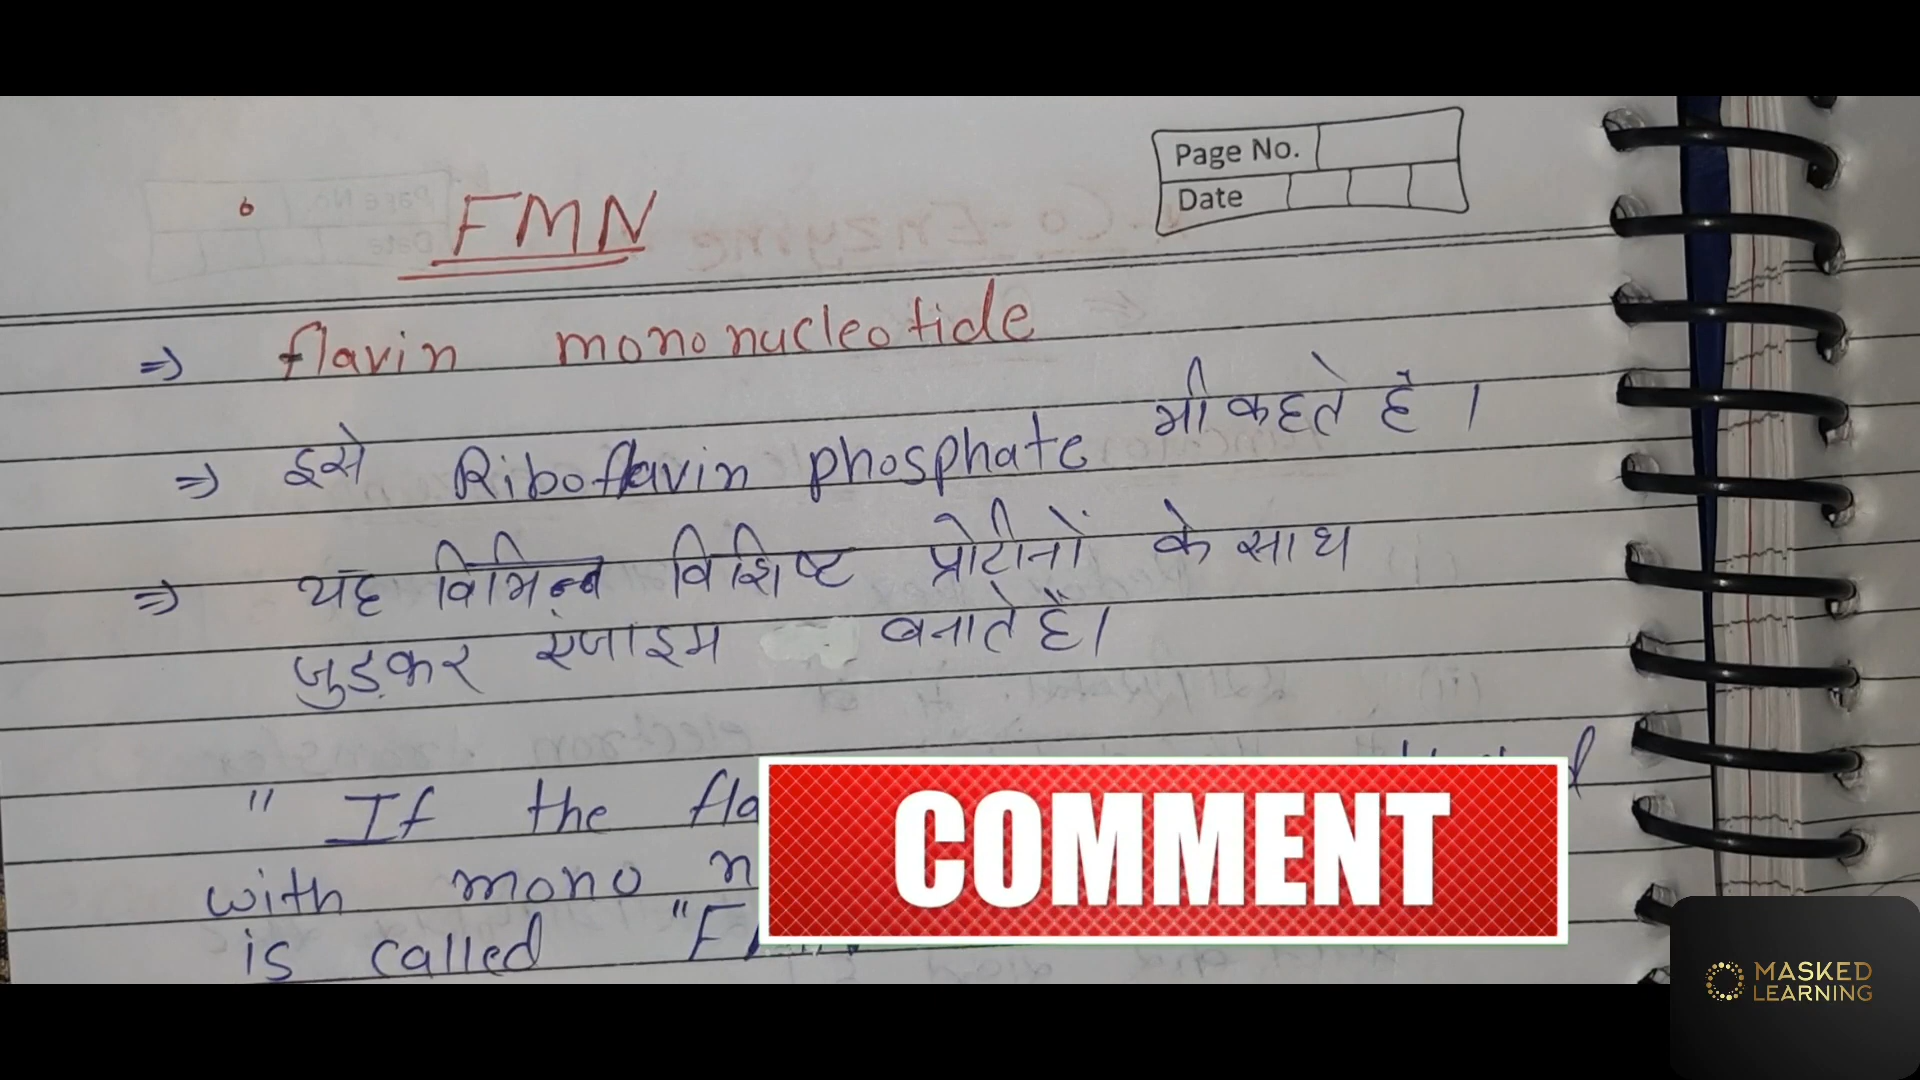 Page No.
Date
FMN
⇒ flavin mononucleotide
⇒ इसे Riboflavin phosphate भी कहते हैं ।
⇒ यह विभिन्न विशिष्ट प्रोटीनों के साथ
जुड़कर एंजाइम बनाते हैं।
" If the
with mono
is called
COMMENT
MASKED
LEARNING